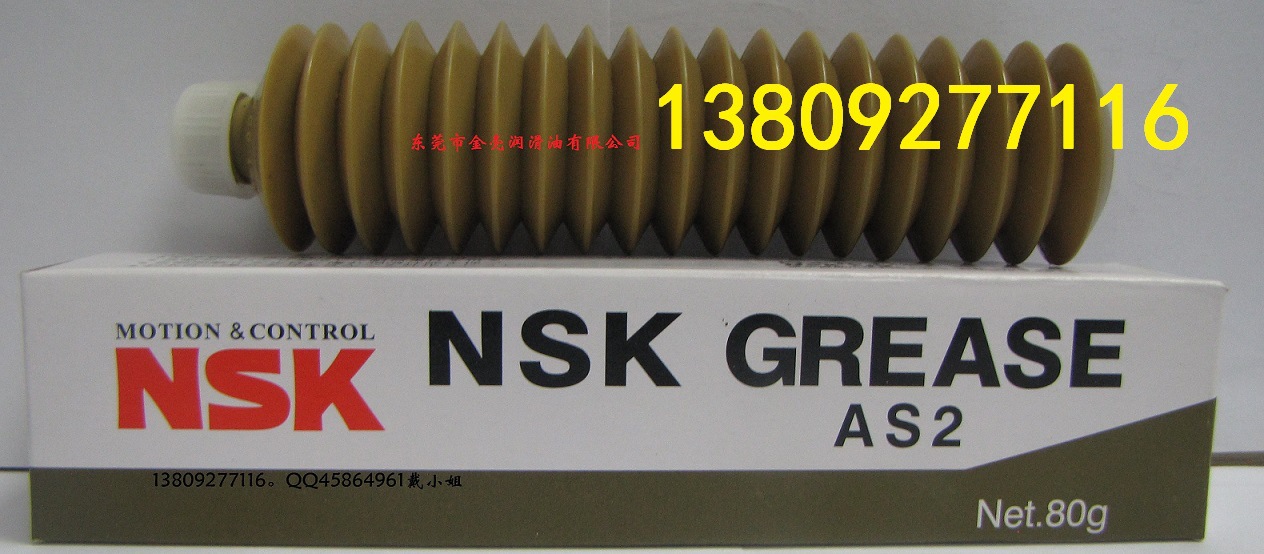 13809277116
东莞市金亮润滑油有限公司
MOTION & CONTROL
NSK
NSK GREASE
AS2
13809277116。QQ45864961戴小姐
Net.80g